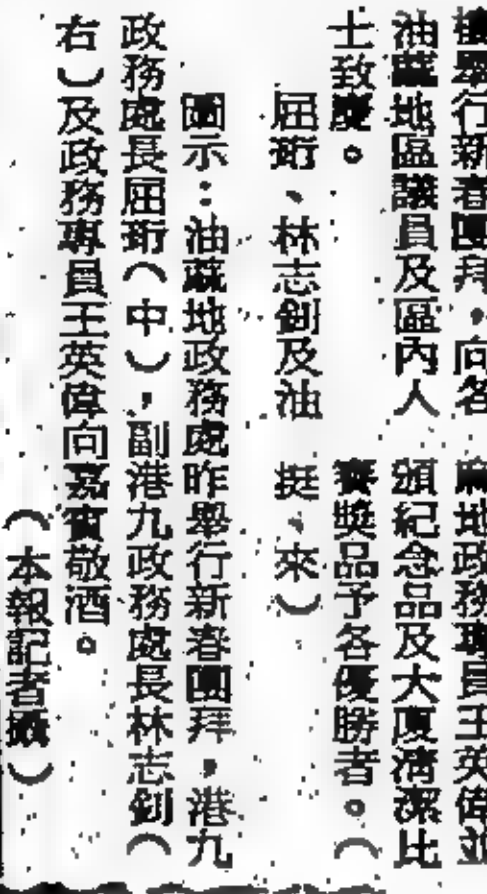 樓舉行新春團拜，向各
油蔴地區議員及區內人
士致慶。
屈珩、林志釗及油
蔴地政務專員王英偉並
頒紀念品及大廈清潔比
賽獎品予各優勝者。（
挺、來）
圖示：油蔴地政務處昨舉行新春團拜，港九
政務處長屈珩（中），副港九政務處長林志釗（
右）及政務專員王英偉向嘉賓敬酒。
（本報記者攝）